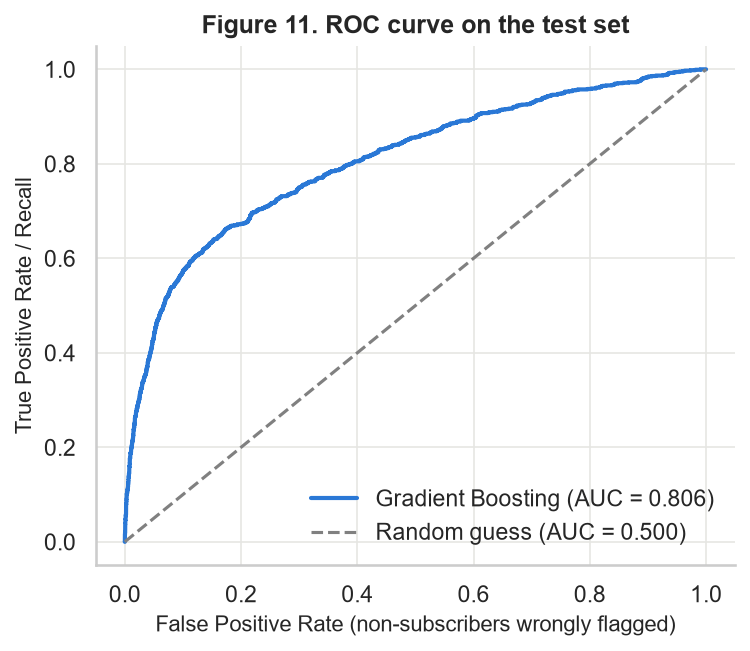 Figure 11. ROC curve on the test set
True Positive Rate / Recall
1.0
0.8
0.6
0.4
0.2
0.0
Gradient Boosting (AUC = 0.806)
Random guess (AUC = 0.500)
0.0 0.2 0.4 0.6 0.8 1.0
False Positive Rate (non-subscribers wrongly flagged)